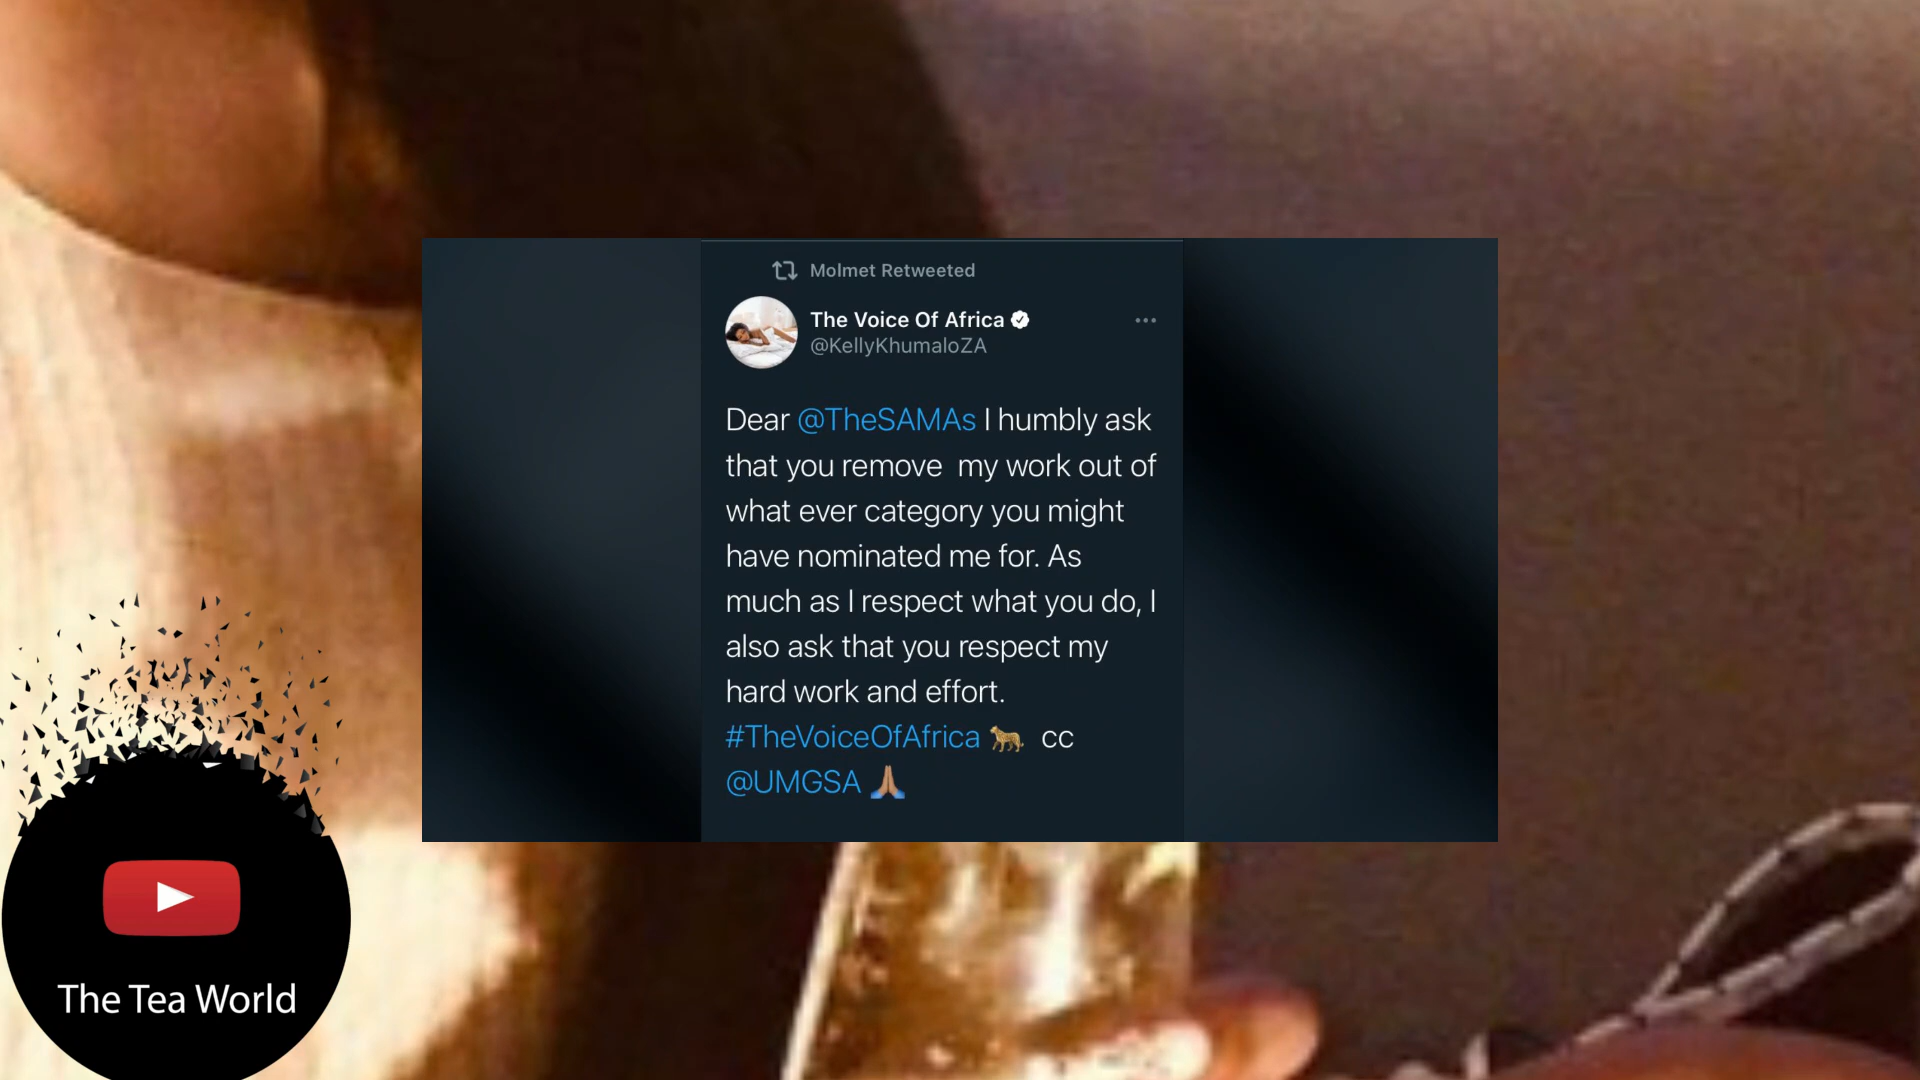 Molmet Retweeted
The Voice Of Africa
@KellyKhumaloZA
Dear @TheSAMAs I humbly ask
that you remove  my work out of
what ever category you might
have nominated me for. As
much as I respect what you do, I
also ask that you respect my
hard work and effort.
#TheVoiceOfAfrica 🐆 cc
@UMGSA 🙏🏽
The Tea World